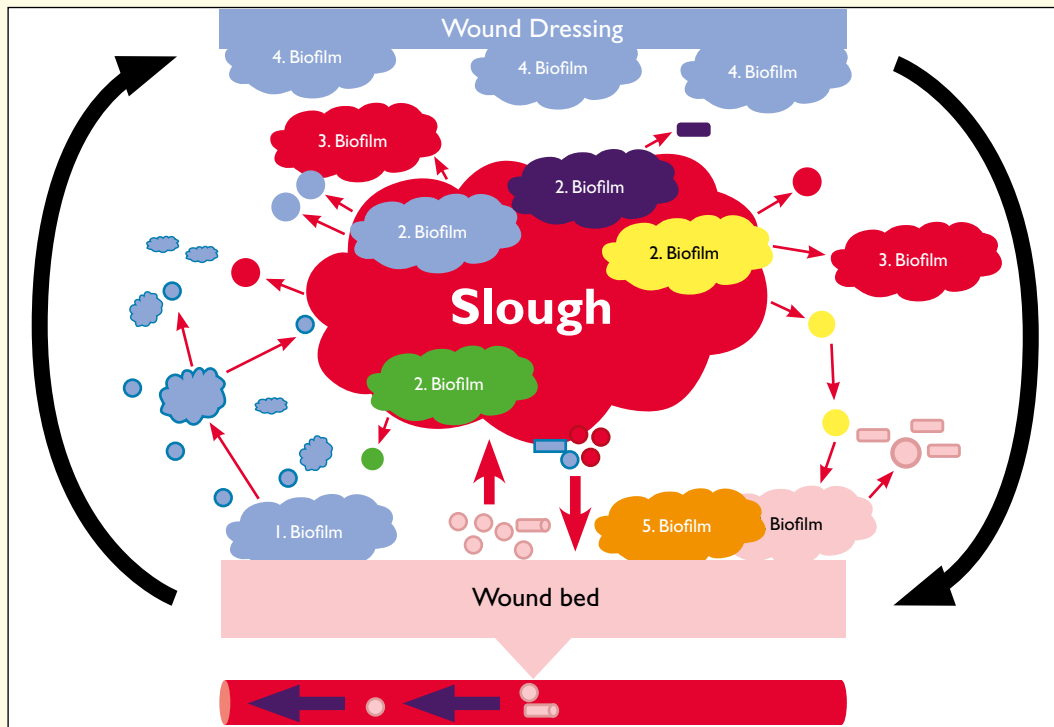 Wound Dressing
4. Biofilm
4. Biofilm
4. Biofilm
3. Biofilm
2. Biofilm
2. Biofilm
2. Biofilm
3. Biofilm
Slough
2. Biofilm
1. Biofilm
5. Biofilm
Biofilm
Wound bed